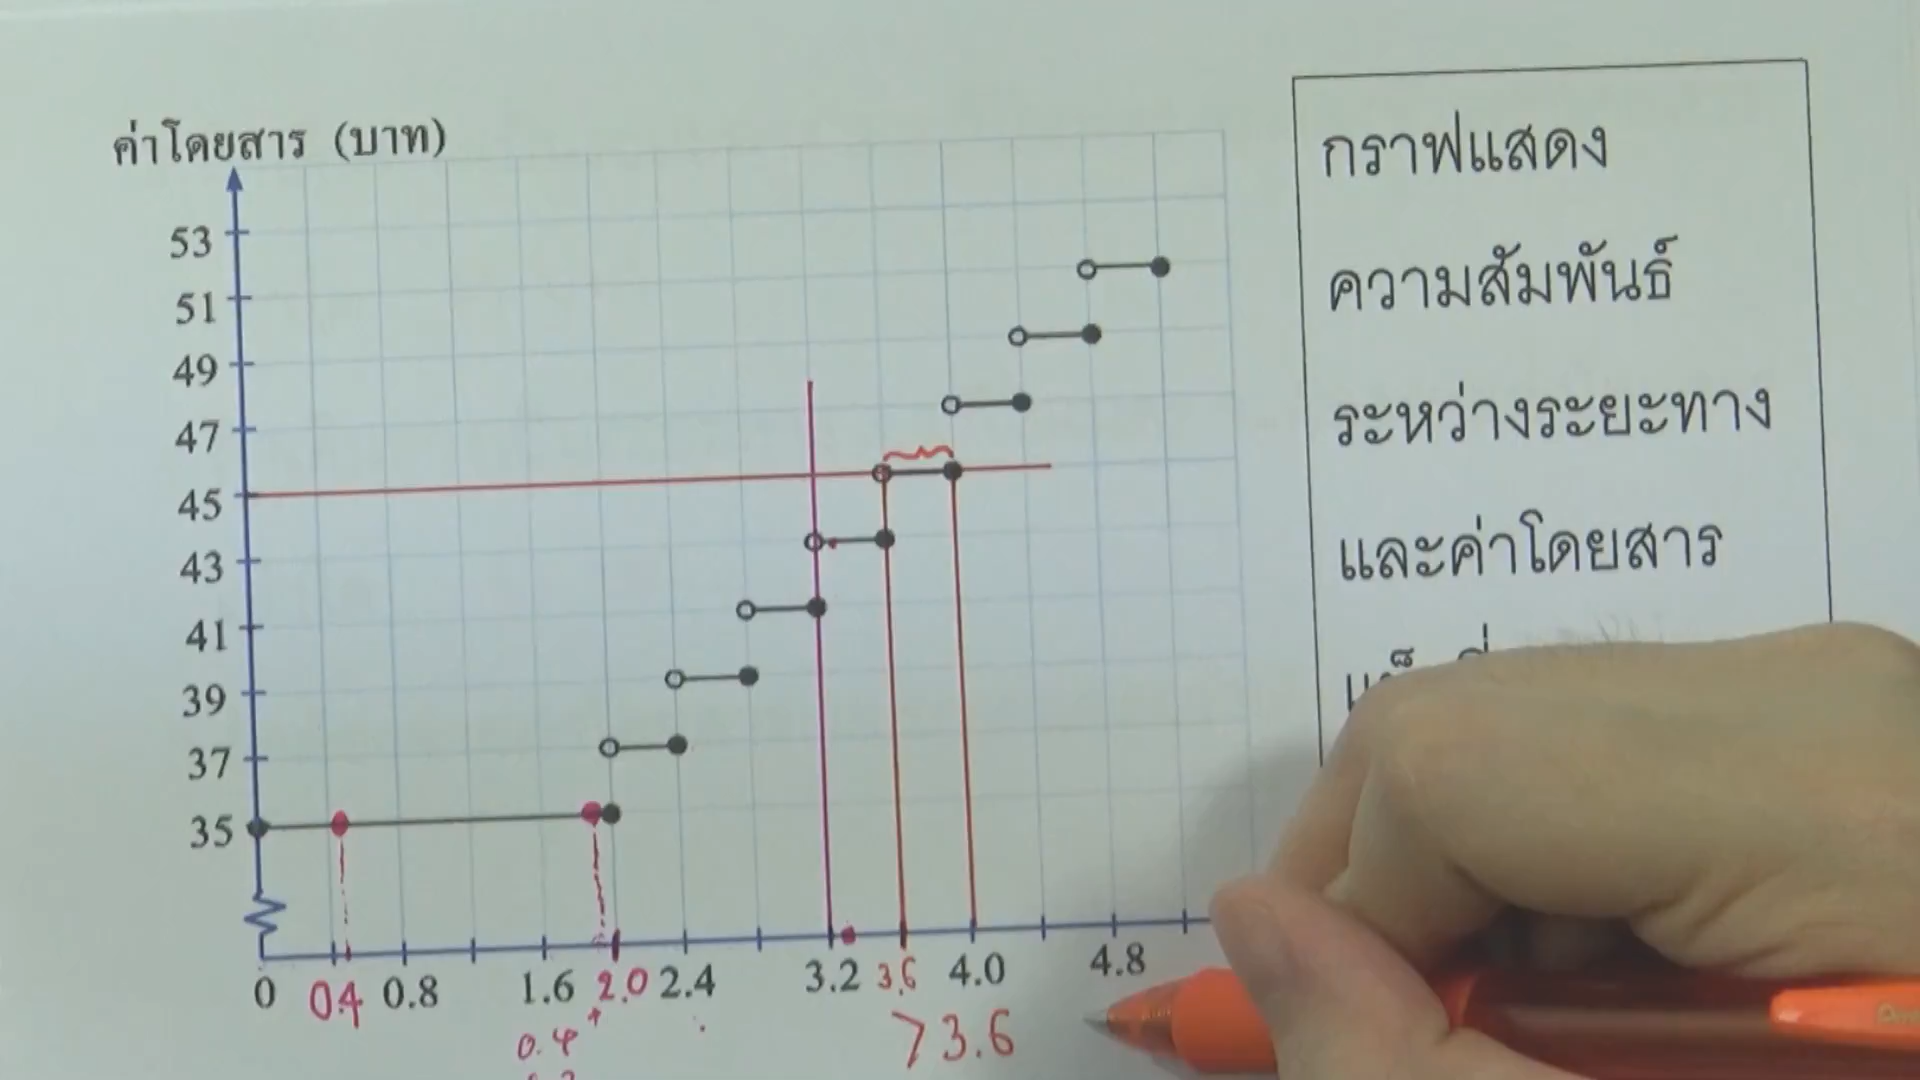 ค่าโดยสาร (บาท)
53
51
49
47
45
43
41
39
37
35
0 0.4 0.8 1.6 2.0 2.4 3.2 3.6 4.0 4.8
0.4 +
>3.6
กราฟแสดง
ความสัมพันธ์
ระหว่างระยะทาง
และค่าโดยสาร